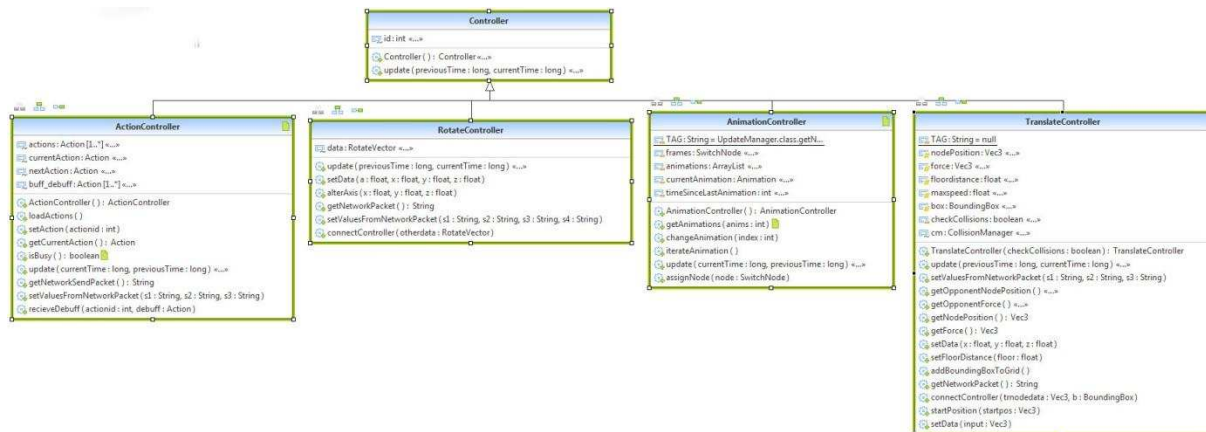 Controller
id : int «...»
Controller ( ) : Controller «...»
update ( previousTime : long, currentTime : long ) «...»
ActionController
actions : Action [1..*] «...»
currentAction : Action «...»
nextAction : Action «...»
buff_debuff : Action [1..*] «...»
ActionController ( ) : ActionController
loadActions ( )
setAction ( actionid : int )
getCurrentAction ( ) : Action
isBusy ( ) : boolean
update ( currentTime : long, previousTime : long ) «...»
getNetworkSendPacket ( ) : String
setValuesFromNetworkPacket ( s1 : String, s2 : String, s3 : String )
recieveDebuff ( actionid : int, debuff : Action )
RotateController
data : RotateVector «...»
update ( previousTime : long, currentTime : long ) «...»
setData ( a : float, x : float, y : float, z : float )
alterAxis ( x : float, y : float, z : float )
getNetworkPacket ( ) : String
setValuesFromNetworkPacket ( s1 : String, s2 : String, s3 : String, s4 : String )
connectController ( otherdata : RotateVector )
AnimationController
TAG : String = UpdateManager.class.getN...
frames : SwitchNode «...»
animations : ArrayList «...»
currentAnimation : Animation «...»
timeSinceLastAnimation : int «...»
AnimationController ( ) : AnimationController
getAnimations ( anims : int )
changeAnimation ( index : int )
iterateAnimation ( )
update ( currentTime : long, previousTime : long ) «...»
assignNode ( node : SwitchNode )
TranslateController
TAG : String = null
nodePosition : Vec3 «...»
force : Vec3 «...»
floordistance : float «...»
maxspeed : float «...»
box : BoundingBox «...»
checkCollisions : boolean «...»
cm : CollisionManager «...»
TranslateController ( checkCollisions : boolean ) : TranslateController
update ( previousTime : long, currentTime : long ) «...»
setValuesFromNetworkPacket ( s1 : String, s2 : String, s3 : String )
getOpponentNodePosition ( ) «...»
getOpponentForce ( ) «...»
getNodePosition ( ) : Vec3
getForce ( ) : Vec3
setData ( x : float, y : float, z : float )
setFloorDistance ( floor : float )
addBoundingBoxToGrid ( )
getNetworkPacket ( ) : String
connectController ( trnodedata : Vec3, b : BoundingBox )
startPosition ( startpos : Vec3 )
setData ( input : Vec3 )